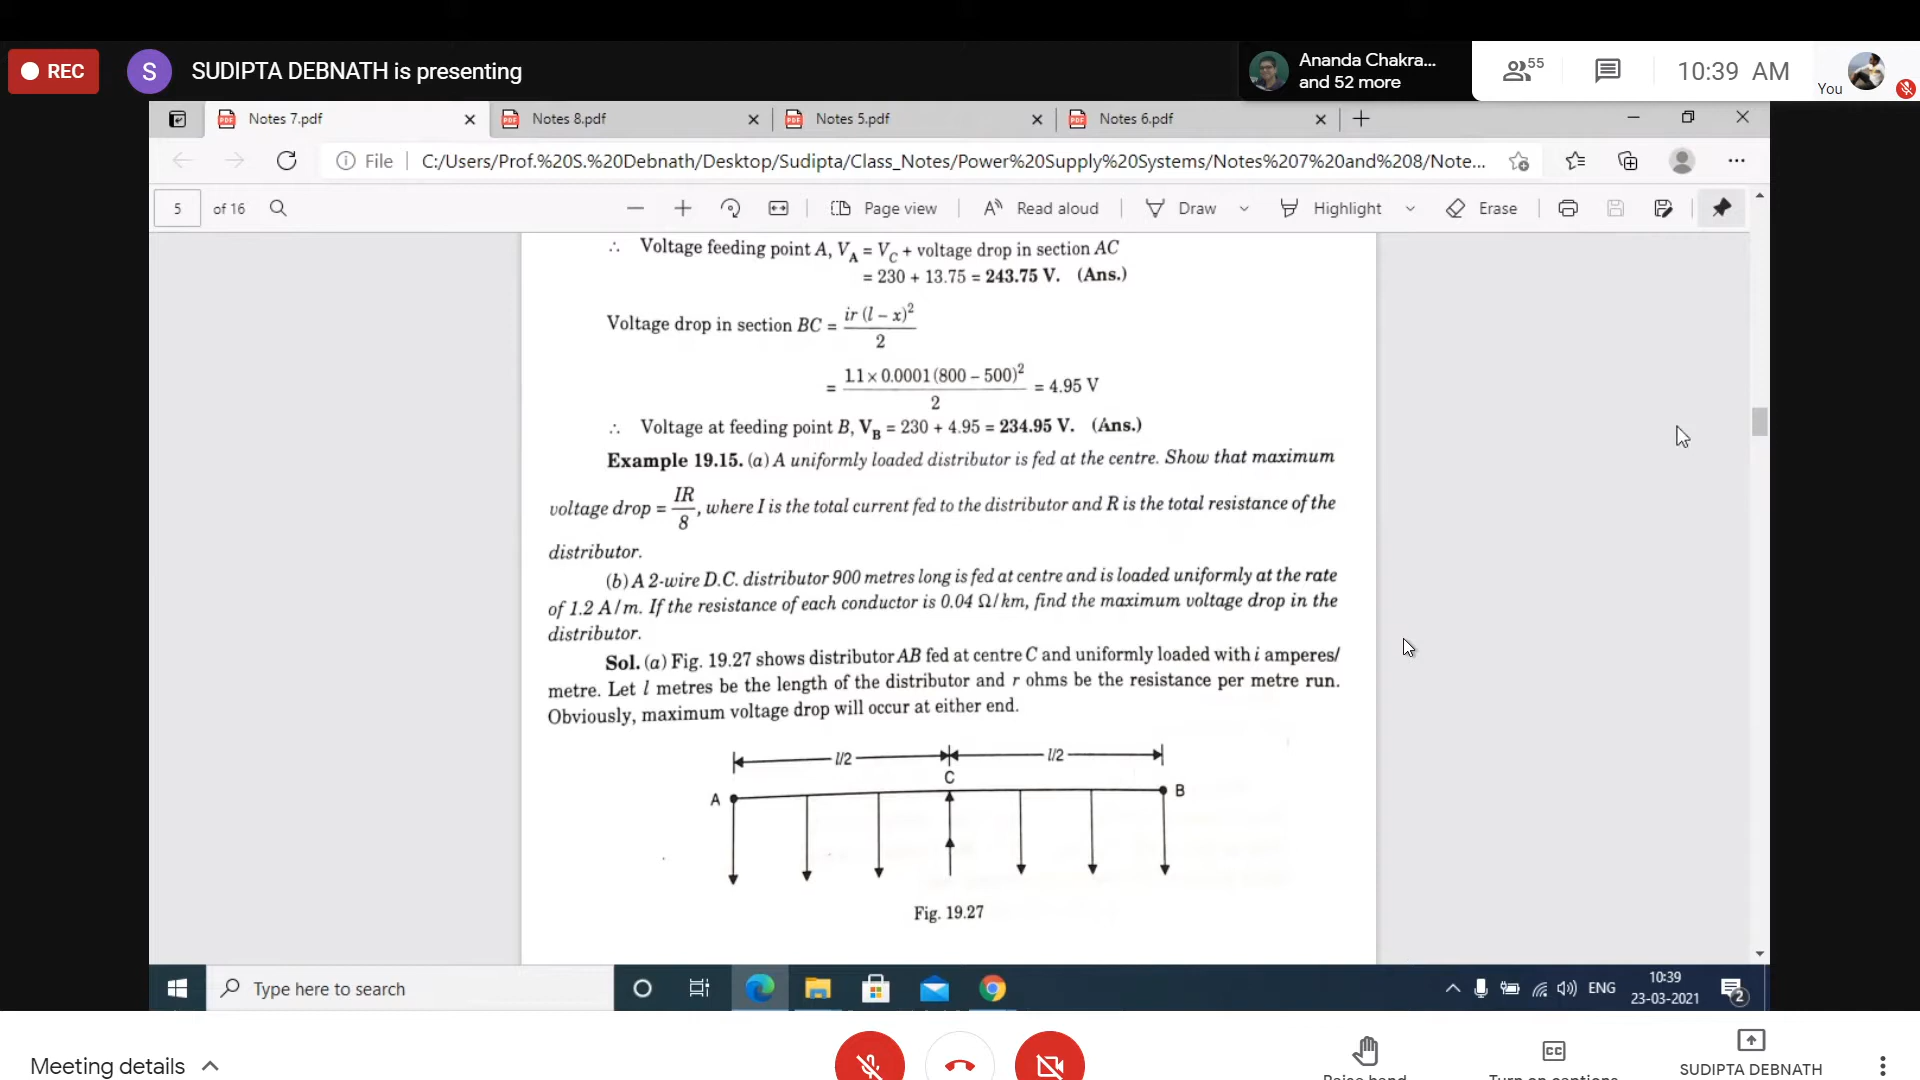 REC
S
SUDIPTA DEBNATH is presenting
Ananda Chakra...
and 52 more
55
10:39 AM
You
Notes 7.pdf
Notes 8.pdf
Notes 5.pdf
Notes 6.pdf
File
C:/Users/Prof.%20S.%20Debnath/Desktop/Sudipta/Class_Notes/Power%20Supply%20Systems/Notes%207%20and%208/Note...
5 of 16
Page view
Read aloud
Draw
Highlight
Erase
∴ Voltage feeding point A, V_A = V_C + voltage drop in section AC
= 230 + 13.75 = 243.75 V. (Ans.)
Voltage drop in section BC = ir (l – x)² / 2
= 1.1 × 0.0001 (800 – 500)² / 2 = 4.95 V
∴ Voltage at feeding point B, V_B = 230 + 4.95 = 234.95 V. (Ans.)
Example 19.15. (a) A uniformly loaded distributor is fed at the centre. Show that maximum
voltage drop = IR / 8, where I is the total current fed to the distributor and R is the total resistance of the
distributor.
(b) A 2-wire D.C. distributor 900 metres long is fed at centre and is loaded uniformly at the rate
of 1.2 A/m. If the resistance of each conductor is 0.04 Ω/km, find the maximum voltage drop in the
distributor.
Sol. (a) Fig. 19.27 shows distributor AB fed at centre C and uniformly loaded with i amperes/
metre. Let l metres be the length of the distributor and r ohms be the resistance per metre run.
Obviously, maximum voltage drop will occur at either end.
l/2
l/2
C
A
B
Fig. 19.27
Type here to search
ENG
10:39
23-03-2021
2
Meeting details
Raise hand
Turn on captions
SUDIPTA DEBNATH